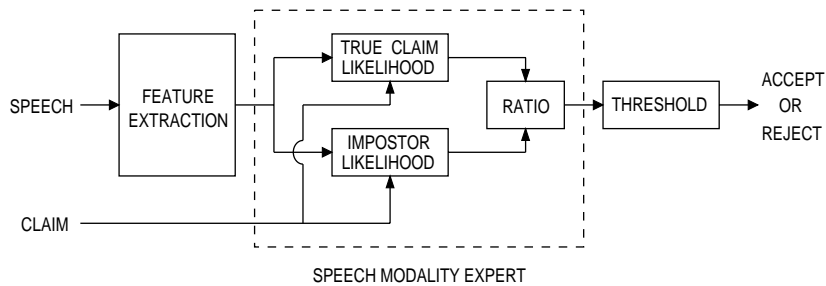 SPEECH
FEATURE
EXTRACTION
TRUE CLAIM
LIKELIHOOD
IMPOSTOR
LIKELIHOOD
RATIO
THRESHOLD
ACCEPT
OR
REJECT
CLAIM
SPEECH MODALITY EXPERT